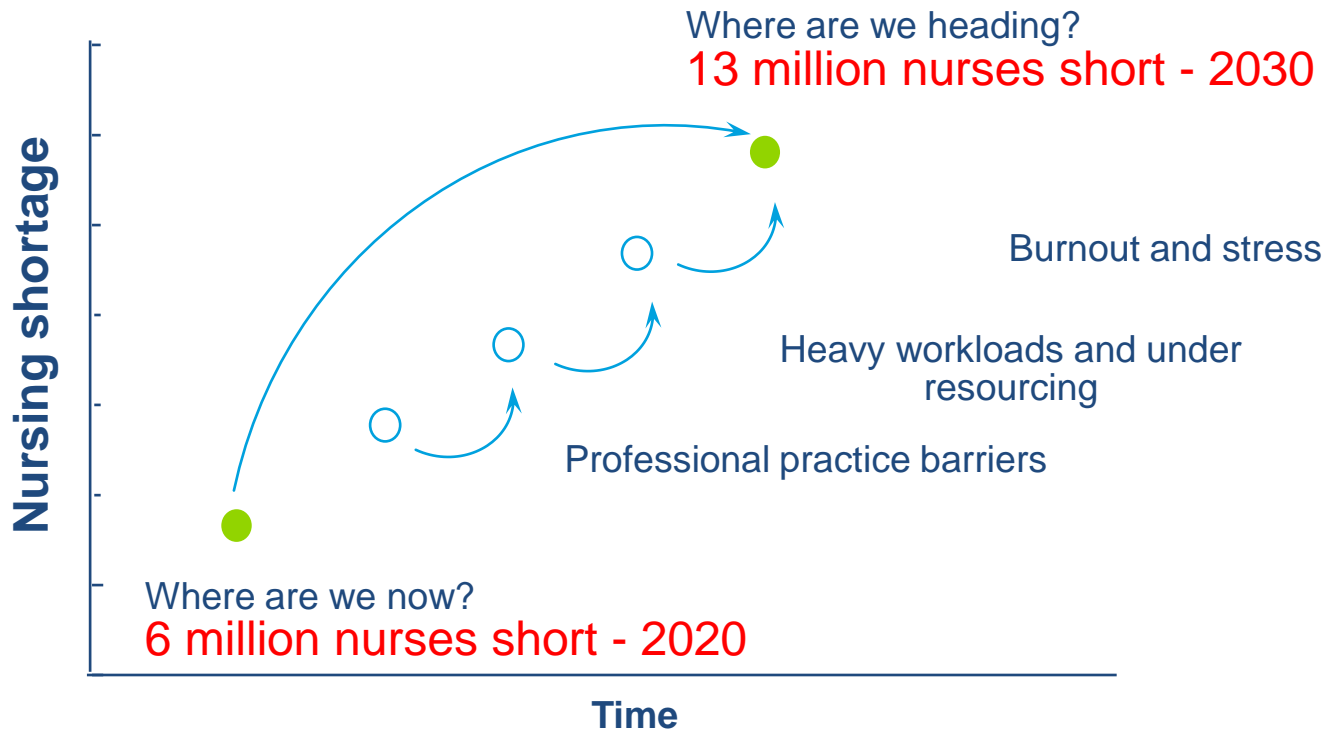 Where are we heading?
13 million nurses short - 2030
Nursing shortage
Burnout and stress
Heavy workloads and under
resourcing
Professional practice barriers
Where are we now?
6 million nurses short - 2020
Time